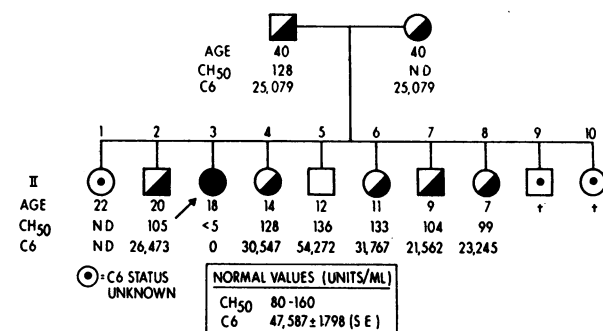 AGE 40 40
CH50 128 ND
C6 25,079 25,079
1 2 3 4 5 6 7 8 9 10
II
AGE 22 20 18 14 12 11 9 7 † †
CH50 ND 105 <5 128 136 133 104 99
C6 ND 26,473 0 30,547 54,272 31,767 21,562 23,245
= C6 STATUS
UNKNOWN
NORMAL VALUES (UNITS/ML)
CH50 80-160
C6 47,587±1798 (SE)